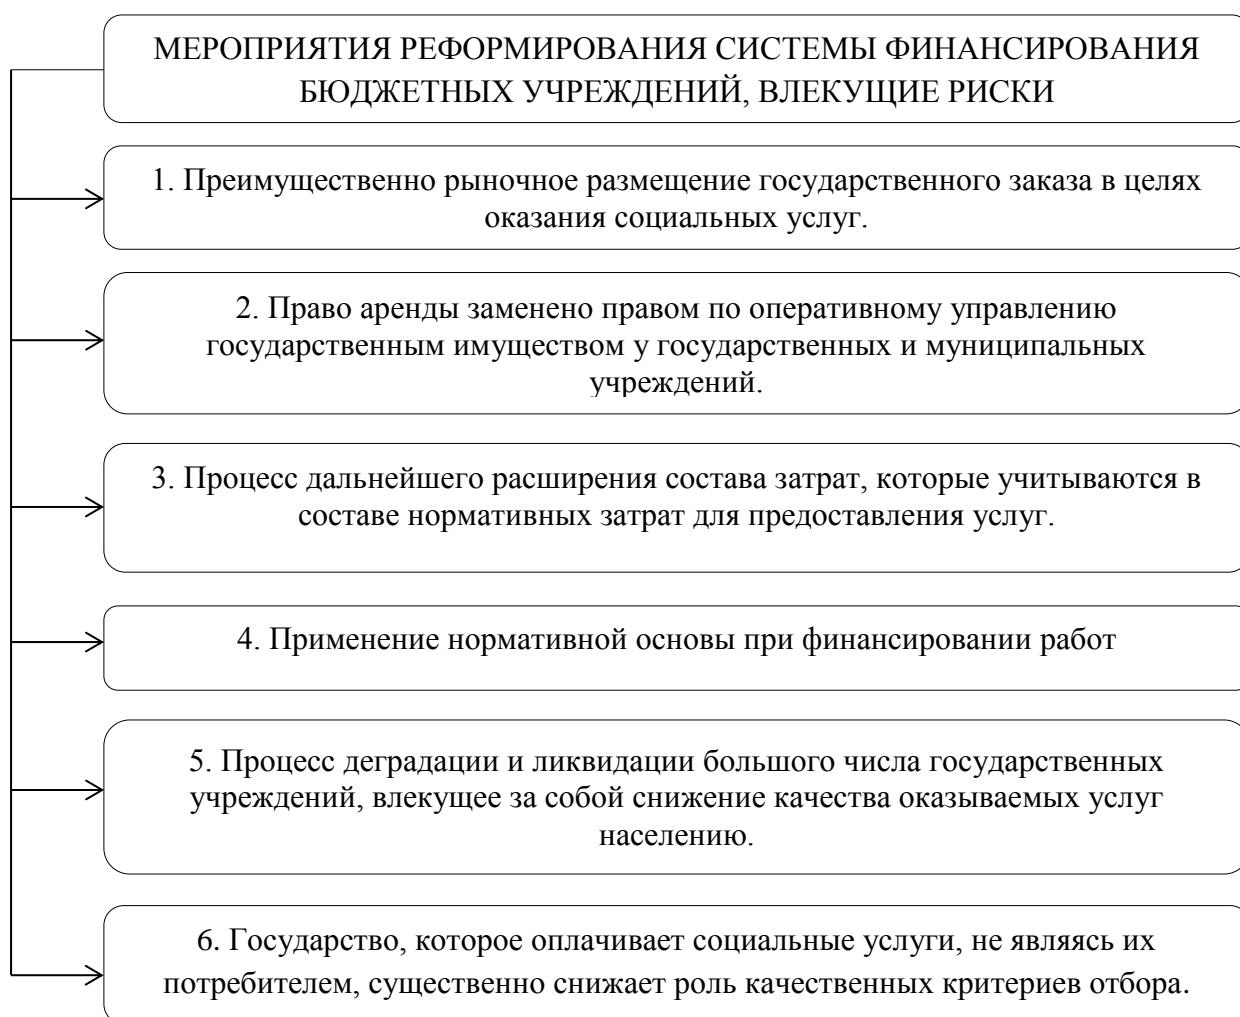 МЕРОПРИЯТИЯ РЕФОРМИРОВАНИЯ СИСТЕМЫ ФИНАНСИРОВАНИЯ
БЮДЖЕТНЫХ УЧРЕЖДЕНИЙ, ВЛЕКУЩИЕ РИСКИ
1. Преимущественно рыночное размещение государственного заказа в целях
оказания социальных услуг.
2. Право аренды заменено правом по оперативному управлению
государственным имуществом у государственных и муниципальных
учреждений.
3. Процесс дальнейшего расширения состава затрат, которые учитываются в
составе нормативных затрат для предоставления услуг.
4. Применение нормативной основы при финансировании работ
5. Процесс деградации и ликвидации большого числа государственных
учреждений, влекущее за собой снижение качества оказываемых услуг
населению.
6. Государство, которое оплачивает социальные услуги, не являясь их
потребителем, существенно снижает роль качественных критериев отбора.